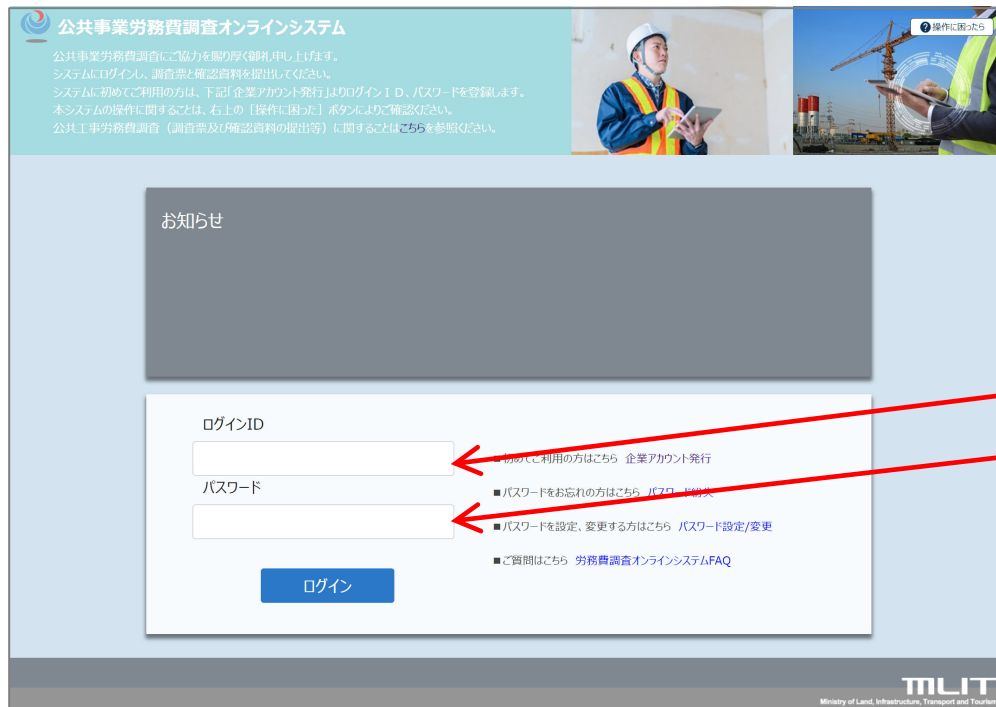 公共事業労務費調査オンラインシステム
操作に困ったら
公共事業労務費調査にご協力を賜り厚く御礼申し上げます。
システムにログインし、調査票と確認資料を提出してください。
システムに初めてご利用の方は、下記「企業アカウント発行」よりログインＩＤ、パスワードを登録します。
本システムの操作に関することは、右上の［操作に困った］ボタンによりご確認ください。
公共工事労務費調査（調査票及び確認資料の提出等）に関することはこちらを参照ください。
お知らせ
ログインID
■初めてご利用の方はこちら 企業アカウント発行
パスワード
■パスワードをお忘れの方はこちら パスワード紛失
■パスワードを設定、変更する方はこちら パスワード設定/変更
■ご質問はこちら 労務費調査オンラインシステムFAQ
ログイン
MLIT
Ministry of Land, Infrastructure, Transport and Tourism